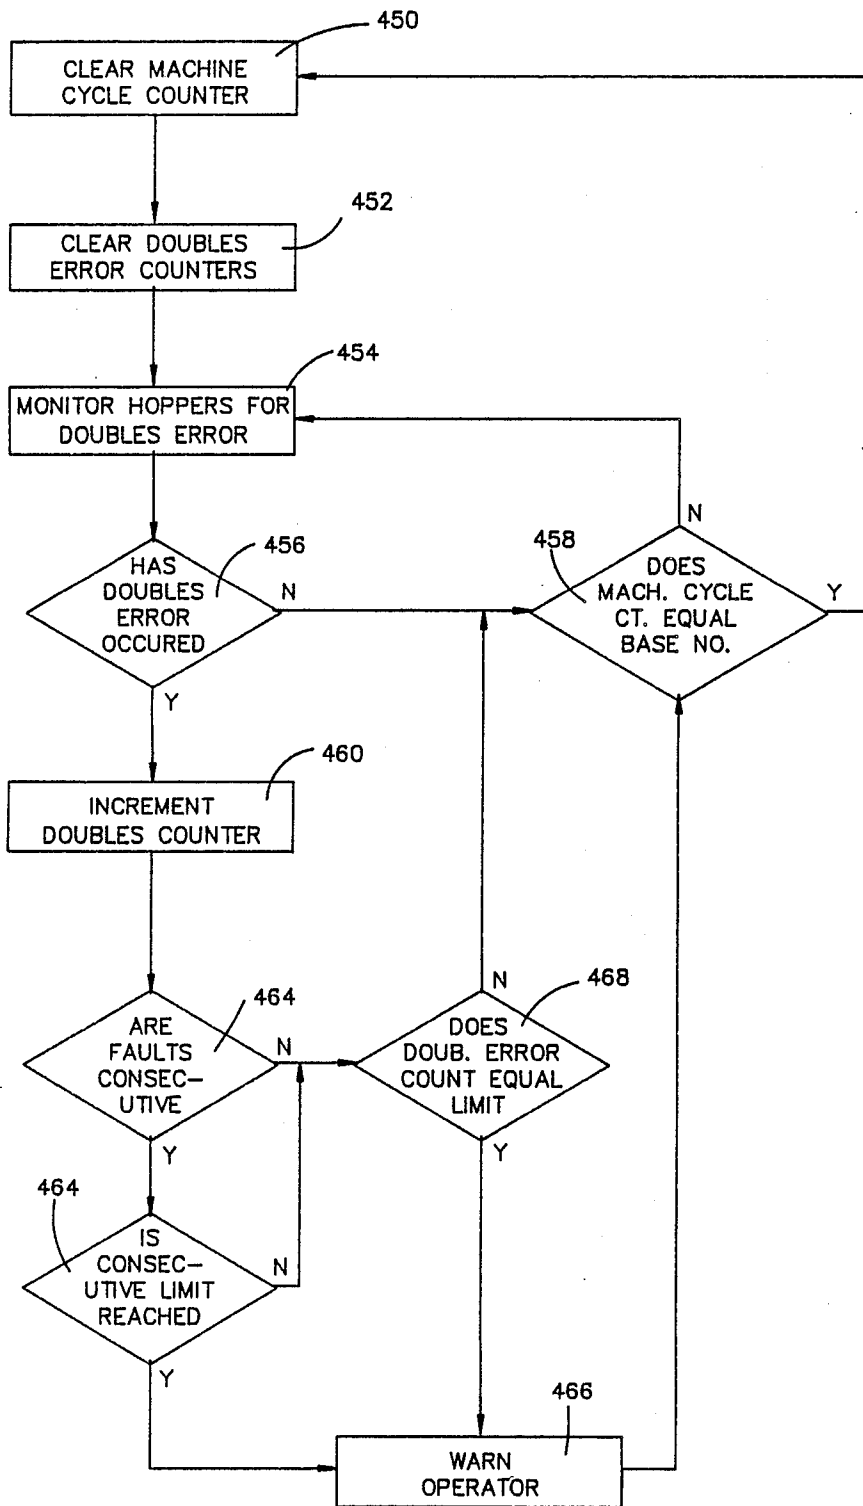 450
CLEAR MACHINE
CYCLE COUNTER
452
CLEAR DOUBLES
ERROR COUNTERS
454
MONITOR HOPPERS FOR
DOUBLES ERROR
456
HAS
DOUBLES
ERROR
OCCURED
N
Y
458
DOES
MACH. CYCLE
CT. EQUAL
BASE NO.
N
Y
460
INCREMENT
DOUBLES COUNTER
464
ARE
FAULTS
CONSEC-
UTIVE
N
Y
468
DOES
DOUB. ERROR
COUNT EQUAL
LIMIT
N
Y
464
IS
CONSEC-
UTIVE LIMIT
REACHED
N
Y
466
WARN
OPERATOR